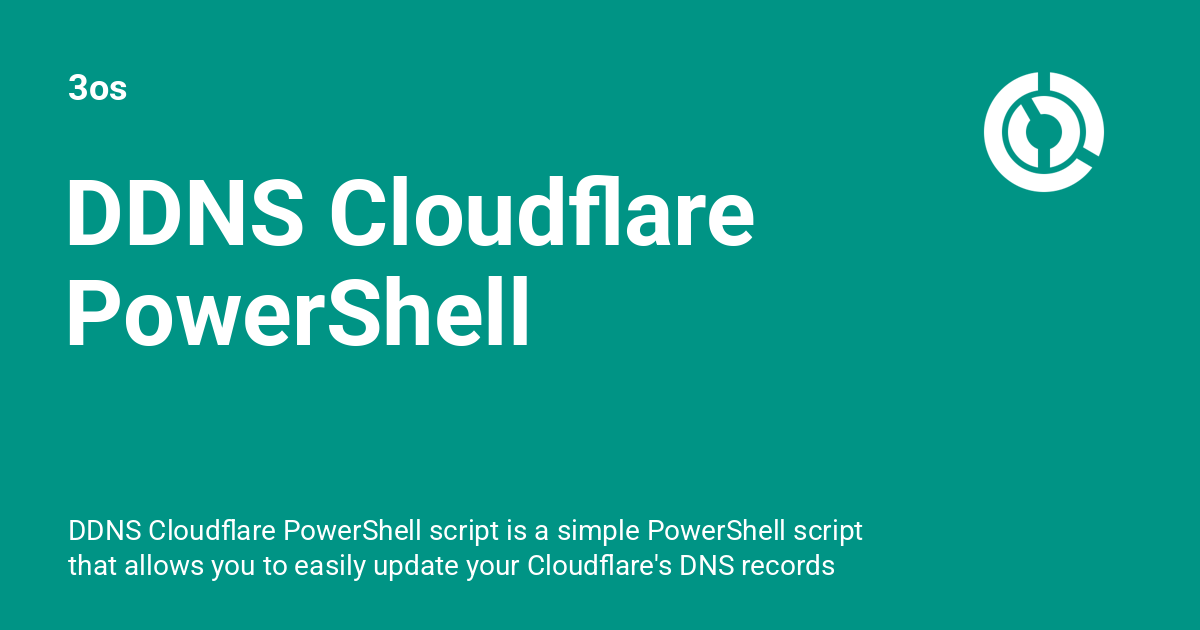 3os
DDNS Cloudflare
PowerShell
DDNS Cloudflare PowerShell script is a simple PowerShell script
that allows you to easily update your Cloudflare's DNS records